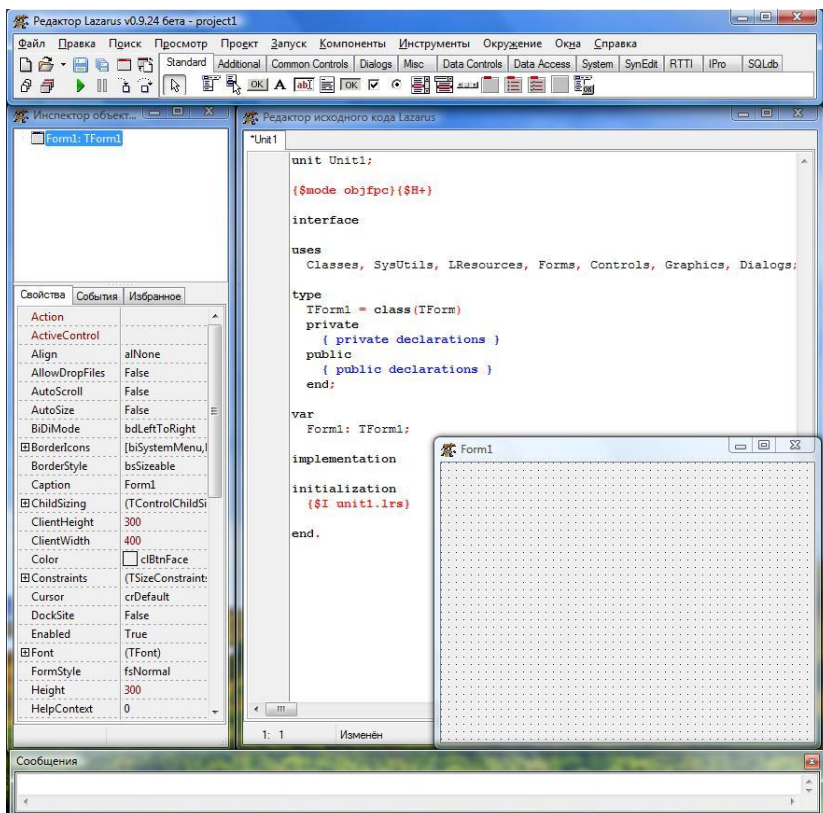 Редактор Lazarus v0.9.24 бета - project1
Файл Правка Поиск Просмотр Проект Запуск Компоненты Инструменты Окружение Окна Справка
Standard Additional Common Controls Dialogs Misc Data Controls Data Access System SynEdit RTTI IPro SQLdb
OK A abI OK
Инспектор объект...
Form1: TForm1
Свойства События Избранное
Action
ActiveControl
Align alNone
AllowDropFiles False
AutoScroll False
AutoSize False
BiDiMode bdLeftToRight
BorderIcons [biSystemMenu,
BorderStyle bsSizeable
Caption Form1
ChildSizing (TControlChildSi
ClientHeight 300
ClientWidth 400
Color clBtnFace
Constraints (TSizeConstraint
Cursor crDefault
DockSite False
Enabled True
Font (TFont)
FormStyle fsNormal
Height 300
HelpContext 0
Редактор исходного кода Lazarus
*Unit1
unit Unit1;
{$mode objfpc}{$H+}
interface
uses
Classes, SysUtils, LResources, Forms, Controls, Graphics, Dialogs;
type
TForm1 = class(TForm)
private
{ private declarations }
public
{ public declarations }
end;
var
Form1: TForm1;
implementation
initialization
{$I unit1.lrs}
end.
1: 1 Изменён
Form1
Сообщения